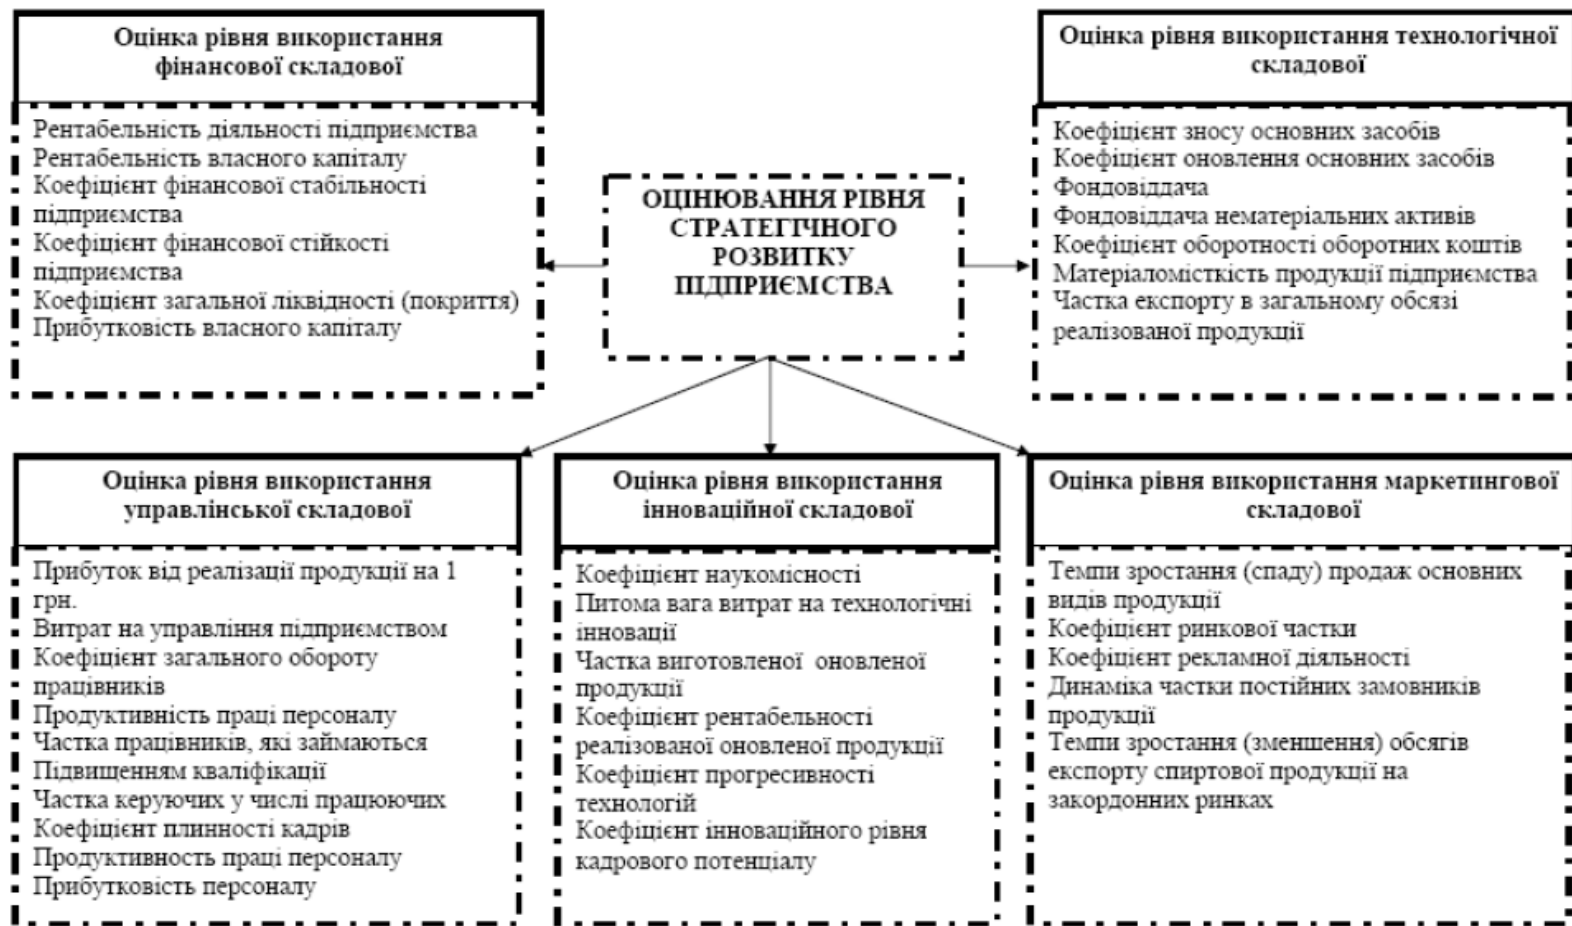 Оцінка рівня використання
фінансової складової
Рентабельність діяльності підприємства
Рентабельність власного капіталу
Коефіцієнт фінансової стабільності
підприємства
Коефіцієнт фінансової стійкості
підприємства
Коефіцієнт загальної ліквідності (покриття)
Прибутковість власного капіталу
ОЦІНЮВАННЯ РІВНЯ
СТРАТЕГІЧНОГО
РОЗВИТКУ
ПІДПРИЄМСТВА
Оцінка рівня використання технологічної
складової
Коефіцієнт зносу основних засобів
Коефіцієнт оновлення основних засобів
Фондовіддача
Фондовіддача нематеріальних активів
Коефіцієнт оборотності оборотних коштів
Матеріаломісткість продукції підприємства
Частка експорту в загальному обсязі
реалізованої продукції
Оцінка рівня використання
управлінської складової
Прибуток від реалізації продукції на 1
грн.
Витрат на управління підприємством
Коефіцієнт загального обороту
працівників
Продуктивність праці персоналу
Частка працівників, які займаються
Підвищенням кваліфікації
Частка керуючих у числі працюючих
Коефіцієнт плинності кадрів
Продуктивность праці персоналу
Прибутковість персоналу
Оцінка рівня використання
інноваційної складової
Коефіцієнт наукомісності
Питома вага витрат на технологічні
інновації
Частка виготовленої оновленої
продукції
Коефіцієнт рентабельності
реалізованої оновленої продукції
Коефіцієнт прогресивності
технологій
Коефіцієнт інноваційного рівня
кадрового потенціалу
Оцінка рівня використання маркетингової
складової
Темпи зростання (спаду) продаж основних
видів продукції
Коефіцієнт ринкової частки
Коефіцієнт рекламної діяльності
Динаміка частки постійних замовників
продукції
Темпи зростання (зменшення) обсягів
експорту спиртової продукції на
закордонних ринках